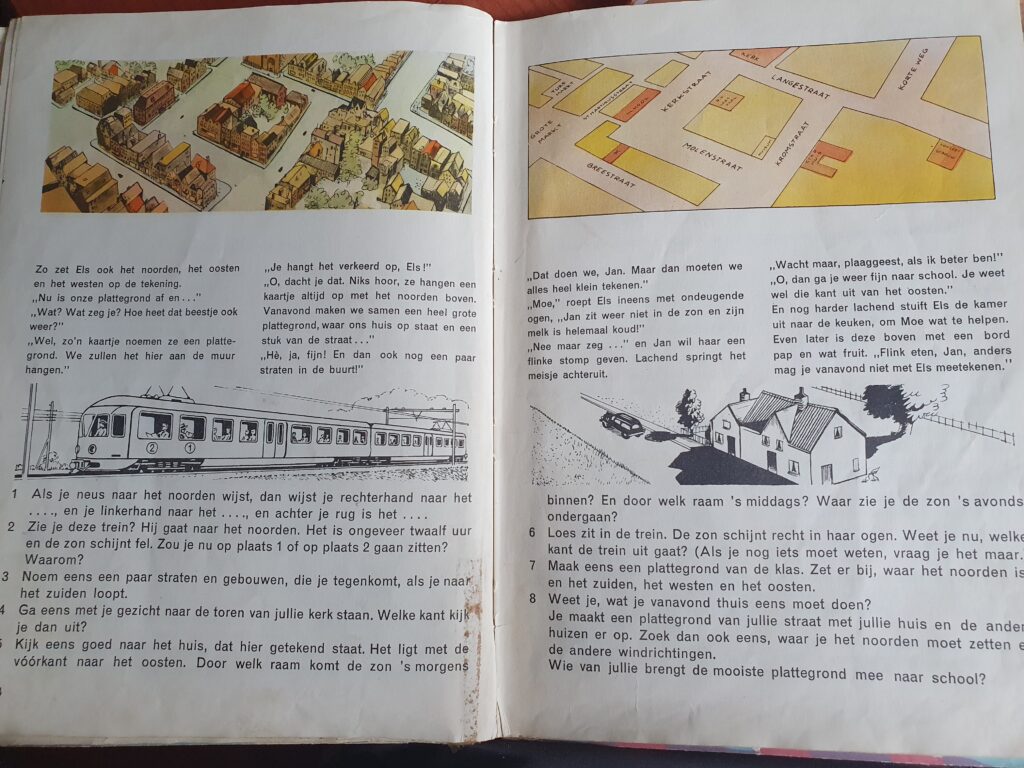 KERK
LANGESTRAAT
KORTE WEG
TURF
MARKT
ST MARTINUSSTRAAT
KERKSTRAAT
GROTE
MARKT
MOLENSTRAAT
KROMSTRAAT
BREESTRAAT
Zo zet Els ook het noorden, het oosten
en het westen op de tekening.
„Nu is onze plattegrond af en . . .”
„Wat? Wat zeg je? Hoe heet dat beestje ook
weer?”
„Wel, zo'n kaartje noemen ze een platte-
grond. We zullen het hier aan de muur
hangen.”
„Je hangt het verkeerd op, Els!”
„O, dacht je dat. Niks hoor, ze hangen een
kaartje altijd op met het noorden boven.
Vanavond maken we samen een heel grote
plattegrond, waar ons huis op staat en een
stuk van de straat . . .”
„Hè, ja, fijn! En dan ook nog een paar
straten in de buurt!”
2 1
1 Als je neus naar het noorden wijst, dan wijst je rechterhand naar het
. . . ., en je linkerhand naar het . . . ., en achter je rug is het . . . .
2 Zie je deze trein? Hij gaat naar het noorden. Het is ongeveer twaalf uur
en de zon schijnt fel. Zou je nu op plaats 1 of op plaats 2 gaan zitten?
Waarom?
3 Noem eens een paar straten en gebouwen, die je tegenkomt, als je naar
het zuiden loopt.
4 Ga eens met je gezicht naar de toren van jullie kerk staan. Welke kant kijk
je dan uit?
5 Kijk eens goed naar het huis, dat hier getekend staat. Het ligt met de
vóórkant naar het oosten. Door welk raam komt de zon 's morgens
„Dat doen we, Jan. Maar dan moeten we
alles heel klein tekenen.”
„Moe,” roept Els ineens met ondeugende
ogen, „Jan zit weer niet in de zon en zijn
melk is helemaal koud!”
„Nee maar zeg . . .” en Jan wil haar een
flinke stomp geven. Lachend springt het
meisje achteruit.
„Wacht maar, plaaggeest, als ik beter ben!”
„O, dan ga je weer fijn naar school. Je weet
wel die kant uit van het oosten.”
En nog harder lachend stuift Els de kamer
uit naar de keuken, om Moe wat te helpen.
Even later is deze boven met een bord
pap en wat fruit. „Flink eten, Jan, anders
mag je vanavond niet met Els meetekenen.”
binnen? En door welk raam 's middags? Waar zie je de zon 's avonds
ondergaan?
6 Loes zit in de trein. De zon schijnt recht in haar ogen. Weet je nu, welke
kant de trein uit gaat? (Als je nog iets moet weten, vraag je het maar.
7 Maak eens een plattegrond van de klas. Zet er bij, waar het noorden is
en het zuiden, het westen en het oosten.
8 Weet je, wat je vanavond thuis eens moet doen?
Je maakt een plattegrond van jullie straat met jullie huis en de ander
huizen er op. Zoek dan ook eens, waar je het noorden moet zetten e
de andere windrichtingen.
Wie van jullie brengt de mooiste plattegrond mee naar school?